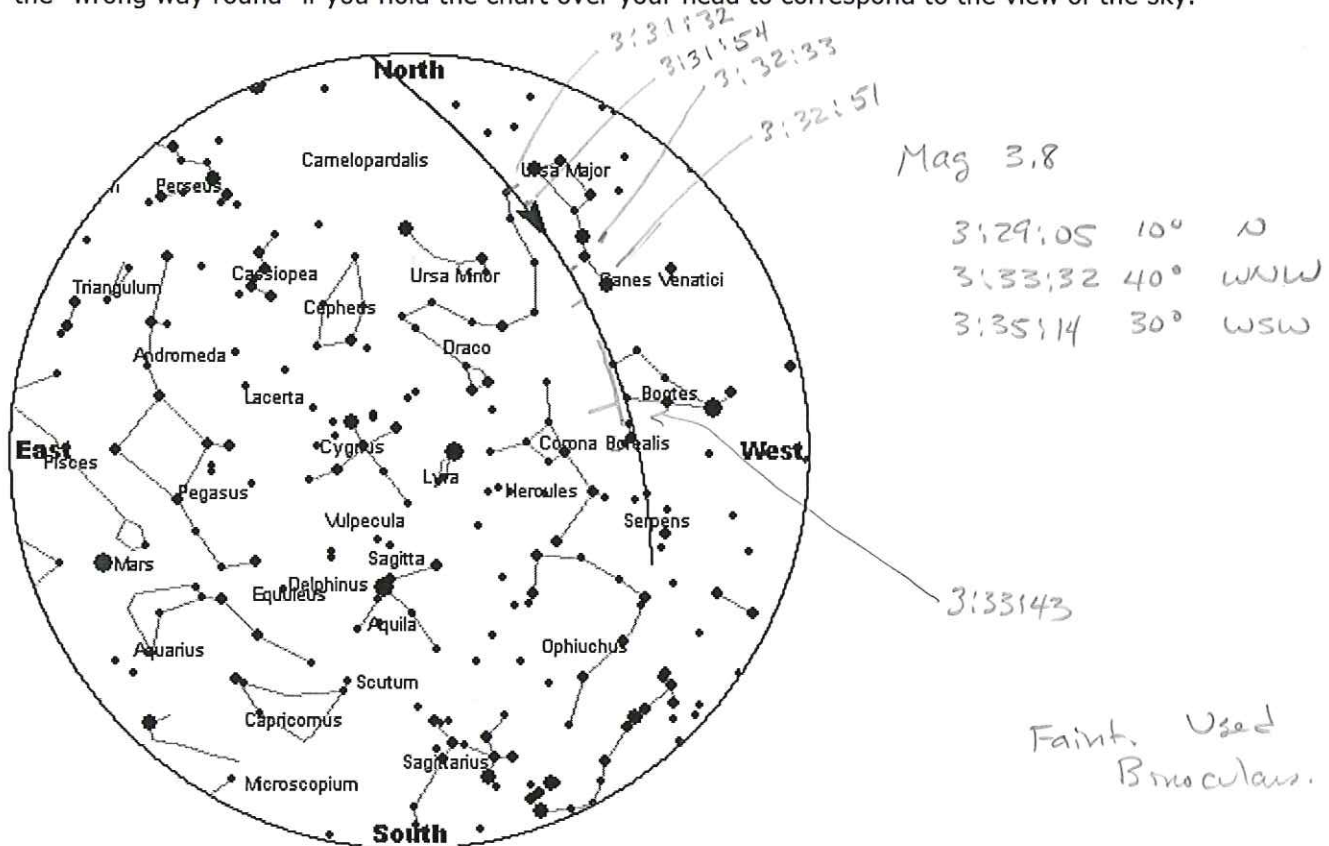 the "wrong way round" if you hold the chart over your head to correspond to the view of the sky.
3:31:32
3:31:54
3:32:33
3:32:51
North
Camelopardalis
Ursa Major
Perseus
Mag 3.8
3:29:05 10° N
3:33:32 40° WNW
3:35:14 30° WSW
Triangulum
Cassiopea
Cepheus
Ursa Minor
Canes Venatici
Andromeda
Draco
Lacerta
Bootes
East
Pisces
Cygnus
Lyra
Corona Borealis
West
Pegasus
Hercules
Vulpecula
Serpens
Mars
Sagitta
Delphinus
Equuleus
3:33:43
Aquila
Aquarius
Ophiuchus
Scutum
Capricornus
Sagittarius
Microscopium
South
Faint. Used
Binoculars.